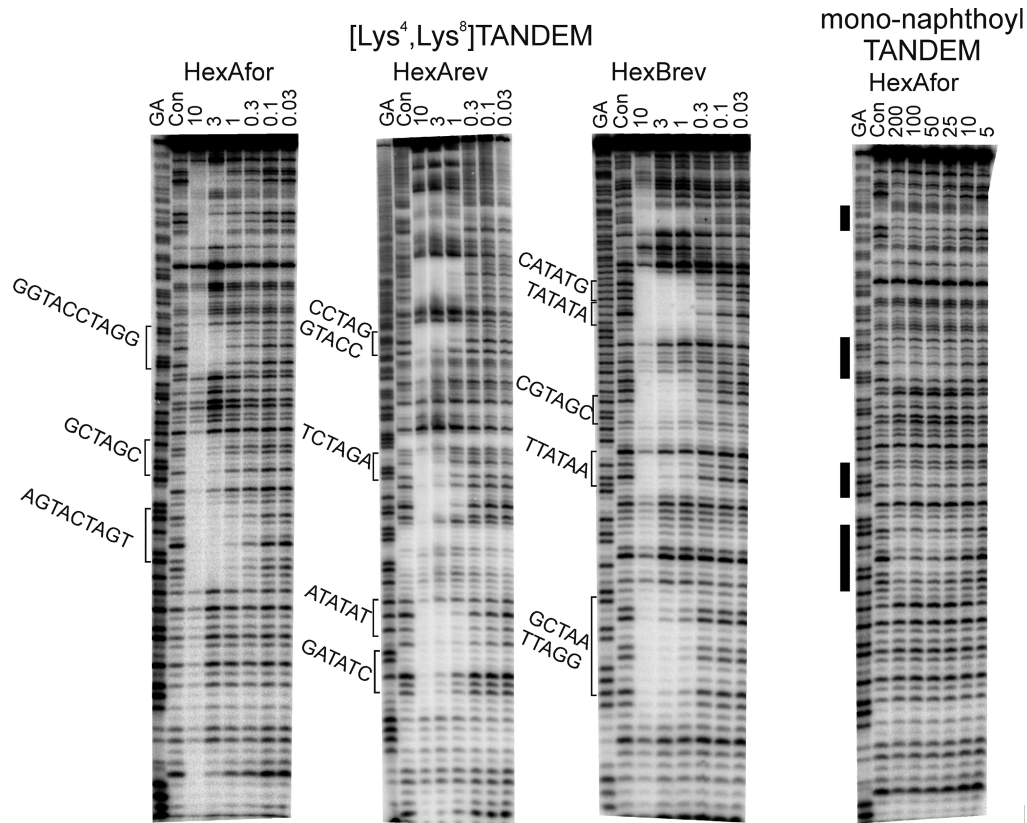 [Lys4,Lys8]TANDEM
HexAfor
GA Con 10 3 1 0.3 0.1 0.03
GGTACCTAGG
GCTAGC
AGTACTAGT
HexArev
GA Con 10 3 1 0.3 0.1 0.03
CCTAG
GTACC
TCTAGA
ATATAT
GATATC
HexBrev
GA Con 10 3 1 0.3 0.1 0.03
CATATG
TATATA
CGTAGC
TTATAA
GCTAA
TTAGG
mono-naphthoyl
TANDEM
HexAfor
GA Con 200 100 50 25 10 5